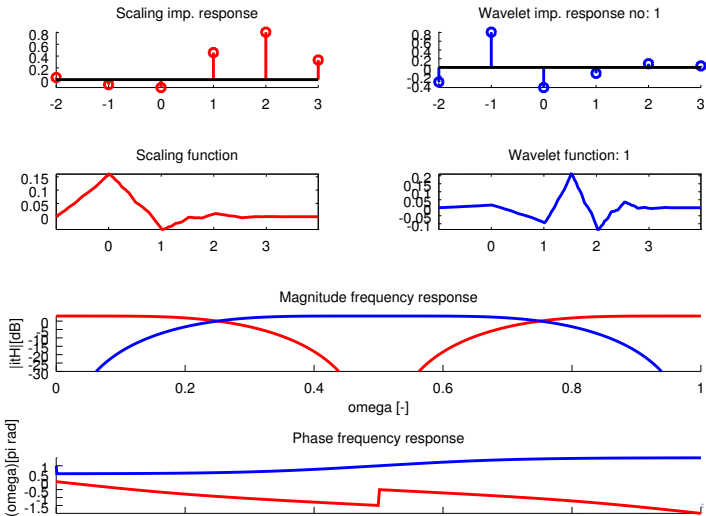 Scaling imp. response
0.8
0.6
0.4
0.2
0
-2 -1 0 1 2 3
Wavelet imp. response no: 1
0.8
0.6
0.4
0.2
0
-0.2
-0.4
-2 -1 0 1 2 3
Scaling function
0.15
0.1
0.05
0
0 1 2 3
Wavelet function: 1
0.2
0.15
0.1
0.05
0
-0.05
-0.1
0 1 2 3
Magnitude frequency response
||itH||[dB]
0
-5
-10
-15
-20
-25
-30
0 0.2 0.4 0.6 0.8 1
omega [-]
Phase frequency response
(omega)[pi rad]
1
0.5
0
-0.5
-1
-1.5